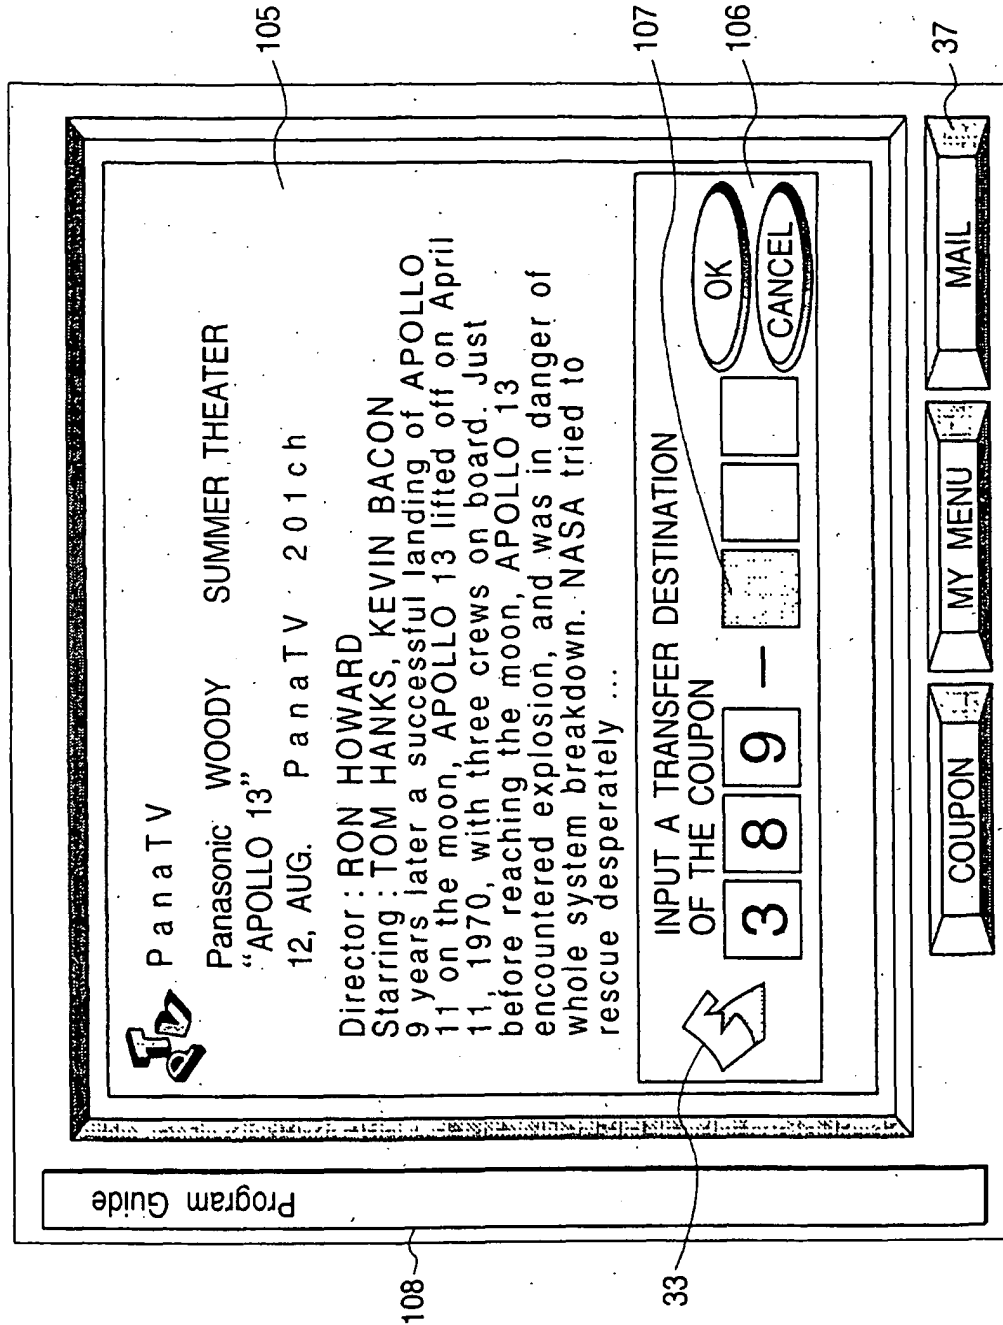 Program Guide
108
PTV
PanaTV
Panasonic WOODY SUMMER THEATER
“APOLLO 13”
12, AUG. PanaTV 201ch
105
Director : RON HOWARD
Starring : TOM HANKS, KEVIN BACON
9 years later a successful landing of APOLLO
11 on the moon, APOLLO 13 lifted off on April
11, 1970, with three crews on board. Just
before reaching the moon, APOLLO 13
encountered explosion, and was in danger of
whole system breakdown. NASA tried to
rescue desperately ...
107
106
33
INPUT A TRANSFER DESTINATION
OF THE COUPON
3 8 9 –
OK
CANCEL
COUPON
MY MENU
MAIL
37